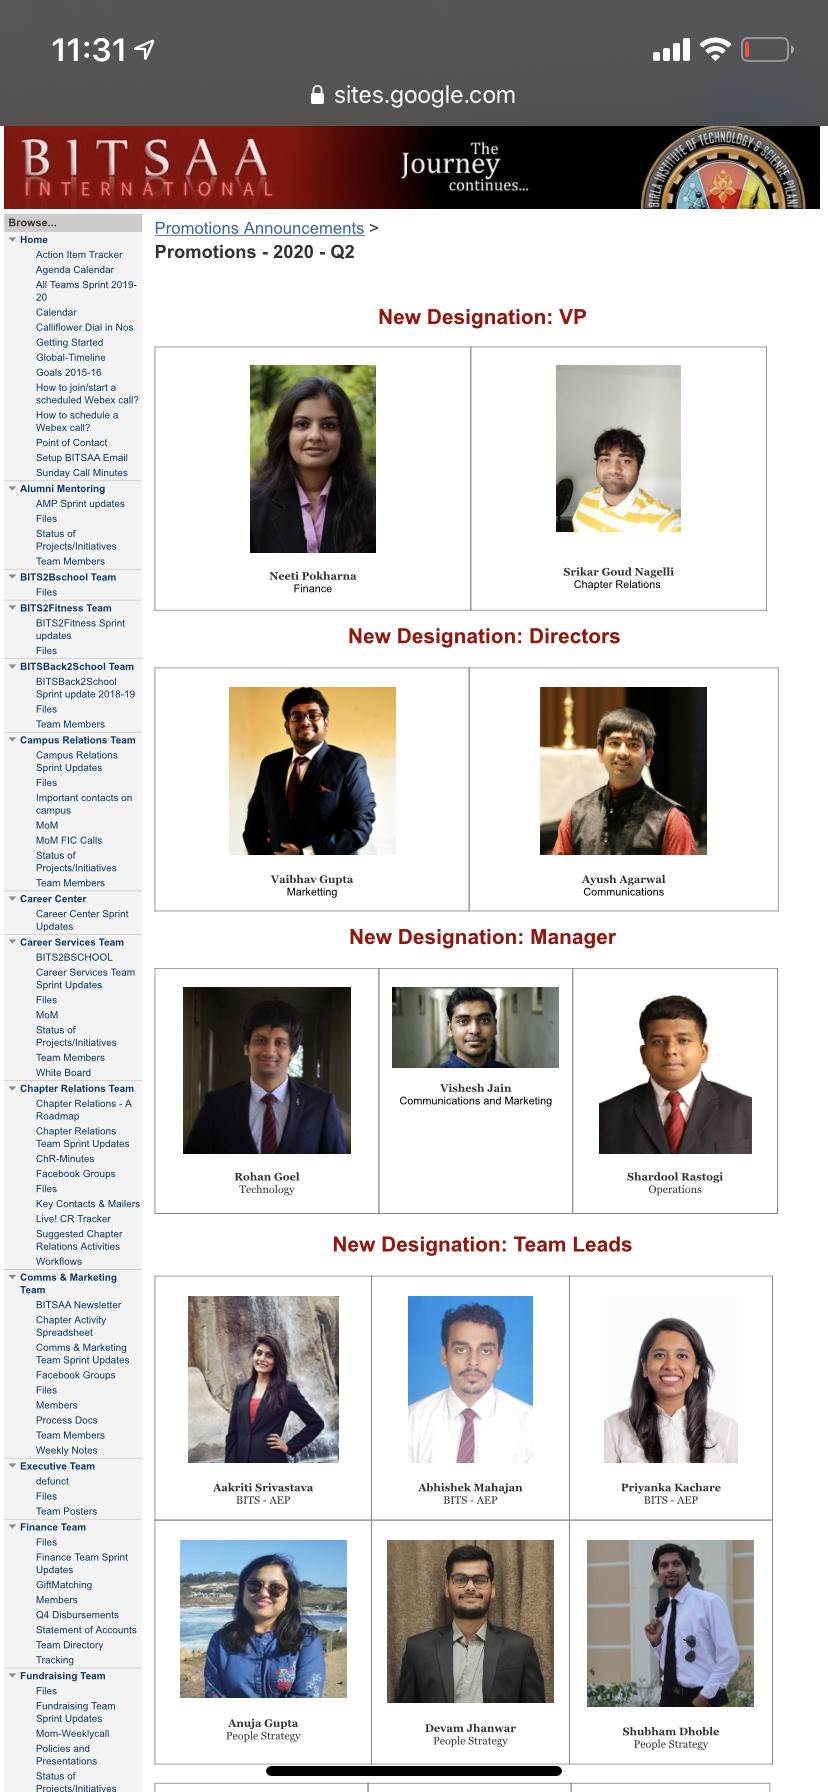 11:31
sites.google.com
BITSAA
INTERNATIONAL
The
Journey
continues...
BIRLA INSTITUTE OF TECHNOLOGY & SCIENCE, PILANI
Browse...
Home
Action Item Tracker
Agenda Calendar
All Teams Sprint 2019-
20
Calendar
Calliflower Dial in Nos
Getting Started
Global-Timeline
Goals 2015-16
How to join/start a
scheduled Webex call?
How to schedule a
Webex call?
Point of Contact
Setup BITSAA Email
Sunday Call Minutes
Alumni Mentoring
AMP Sprint updates
Files
Status of
Projects/Initiatives
Team Members
BITS2Bschool Team
Files
BITS2Fitness Team
BITS2Fitness Sprint
updates
Files
BITSBack2School Team
BITSBack2School
Sprint update 2018-19
Files
Team Members
Campus Relations Team
Campus Relations
Sprint Updates
Files
Important contacts on
campus
MoM
MoM FIC Calls
Status of
Projects/Initiatives
Team Members
Career Center
Career Center Sprint
Updates
Career Services Team
BITS2BSCHOOL
Career Services Team
Sprint Updates
Files
MoM
Status of
Projects/Initiatives
Team Members
White Board
Chapter Relations Team
Chapter Relations - A
Roadmap
Chapter Relations
Team Sprint Updates
ChR-Minutes
Facebook Groups
Files
Key Contacts & Mailers
Live! CR Tracker
Suggested Chapter
Relations Activities
Workflows
Comms & Marketing
Team
BITSAA Newsletter
Chapter Activity
Spreadsheet
Comms & Marketing
Team Sprint Updates
Facebook Groups
Files
Members
Process Docs
Team Members
Weekly Notes
Executive Team
defunct
Files
Team Posters
Finance Team
Files
Finance Team Sprint
Updates
GiftMatching
Members
Q4 Disbursements
Statement of Accounts
Team Directory
Tracking
Fundraising Team
Files
Fundraising Team
Sprint Updates
Mom-Weeklycall
Policies and
Presentations
Status of
Projects/Initiatives
Promotions Announcements >
Promotions - 2020 - Q2
New Designation: VP
Neeti Pokharna
Finance
Srikar Goud Nagelli
Chapter Relations
New Designation: Directors
Vaibhav Gupta
Marketting
Ayush Agarwal
Communications
New Designation: Manager
Rohan Goel
Technology
Vishesh Jain
Communications and Marketing
Shardool Rastogi
Operations
New Designation: Team Leads
Aakriti Srivastava
BITS - AEP
Abhishek Mahajan
BITS - AEP
Priyanka Kachare
BITS - AEP
Anuja Gupta
People Strategy
Devam Jhanwar
People Strategy
Shubham Dhoble
People Strategy